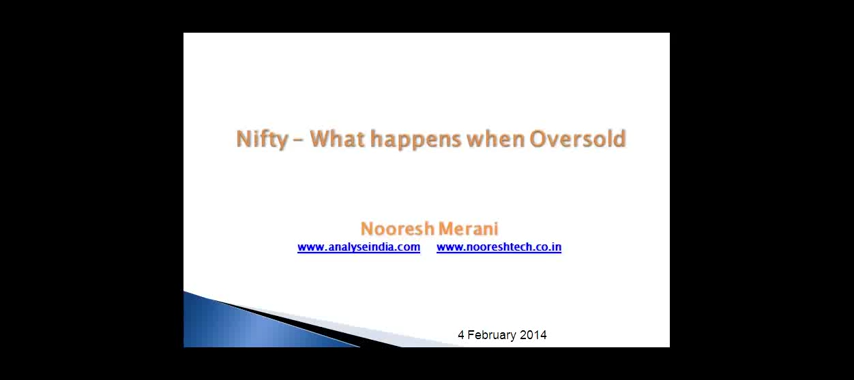 Nifty – What happens when Oversold
Nooresh Merani
www.analyseindia.com www.nooreshtech.co.in
4 February 2014